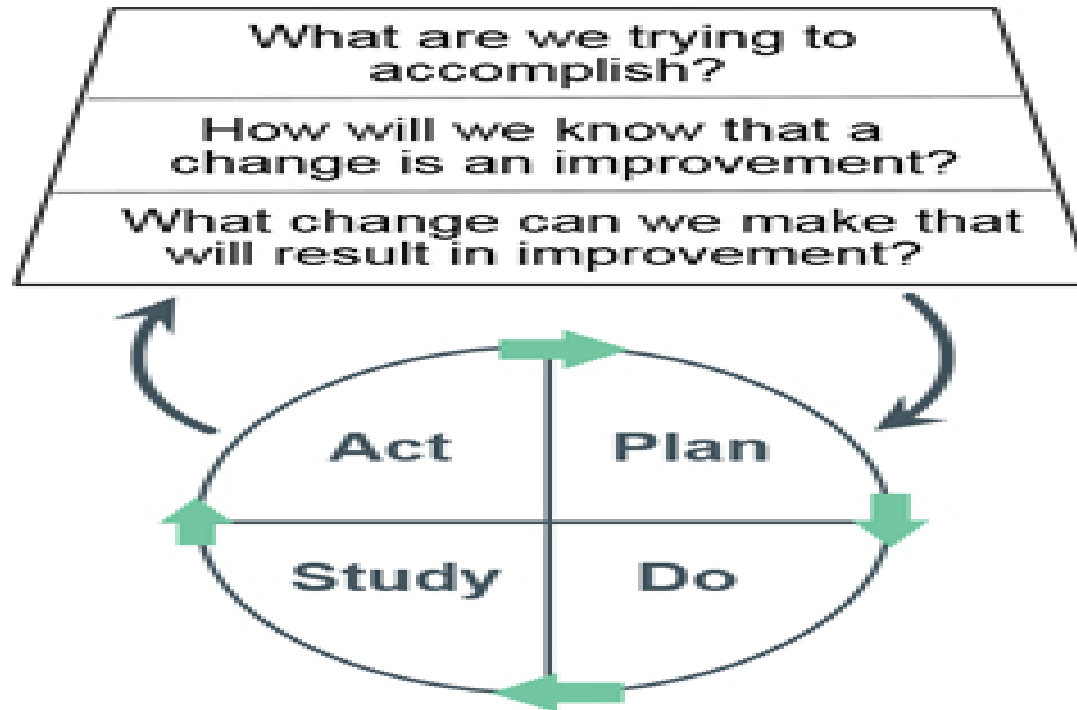 What are we trying to
accomplish?
How will we know that a
change is an improvement?
What change can we make that
will result in improvement?
Act
Plan
Study
Do